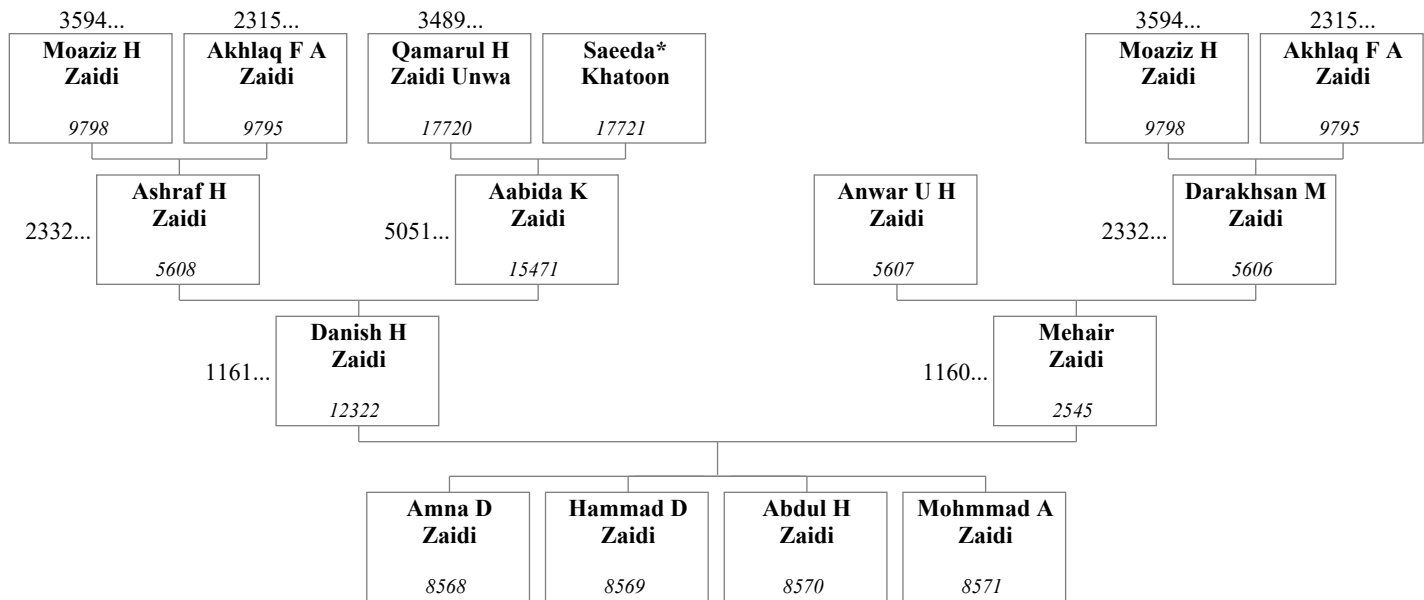 3594... 2315... 3489... 3594... 2315...
Moaziz H Akhlaq F A Qamarul H Saeeda* Moaziz H Akhlaq F A
Zaidi Zaidi Zaidi Unwa Khatoon Zaidi Zaidi
9798 9795 17720 17721 9798 9795
Ashraf H Aabida K Anwar U H Darakhsan M
Zaidi Zaidi Zaidi Zaidi
2332... 5051... 2332...
5608 15471 5607 5606
Danish H Mehair
Zaidi Zaidi
1161... 1160...
12322 2545
Amna D Hammad D Abdul H Mohmmad A
Zaidi Zaidi Zaidi Zaidi
8568 8569 8570 8571